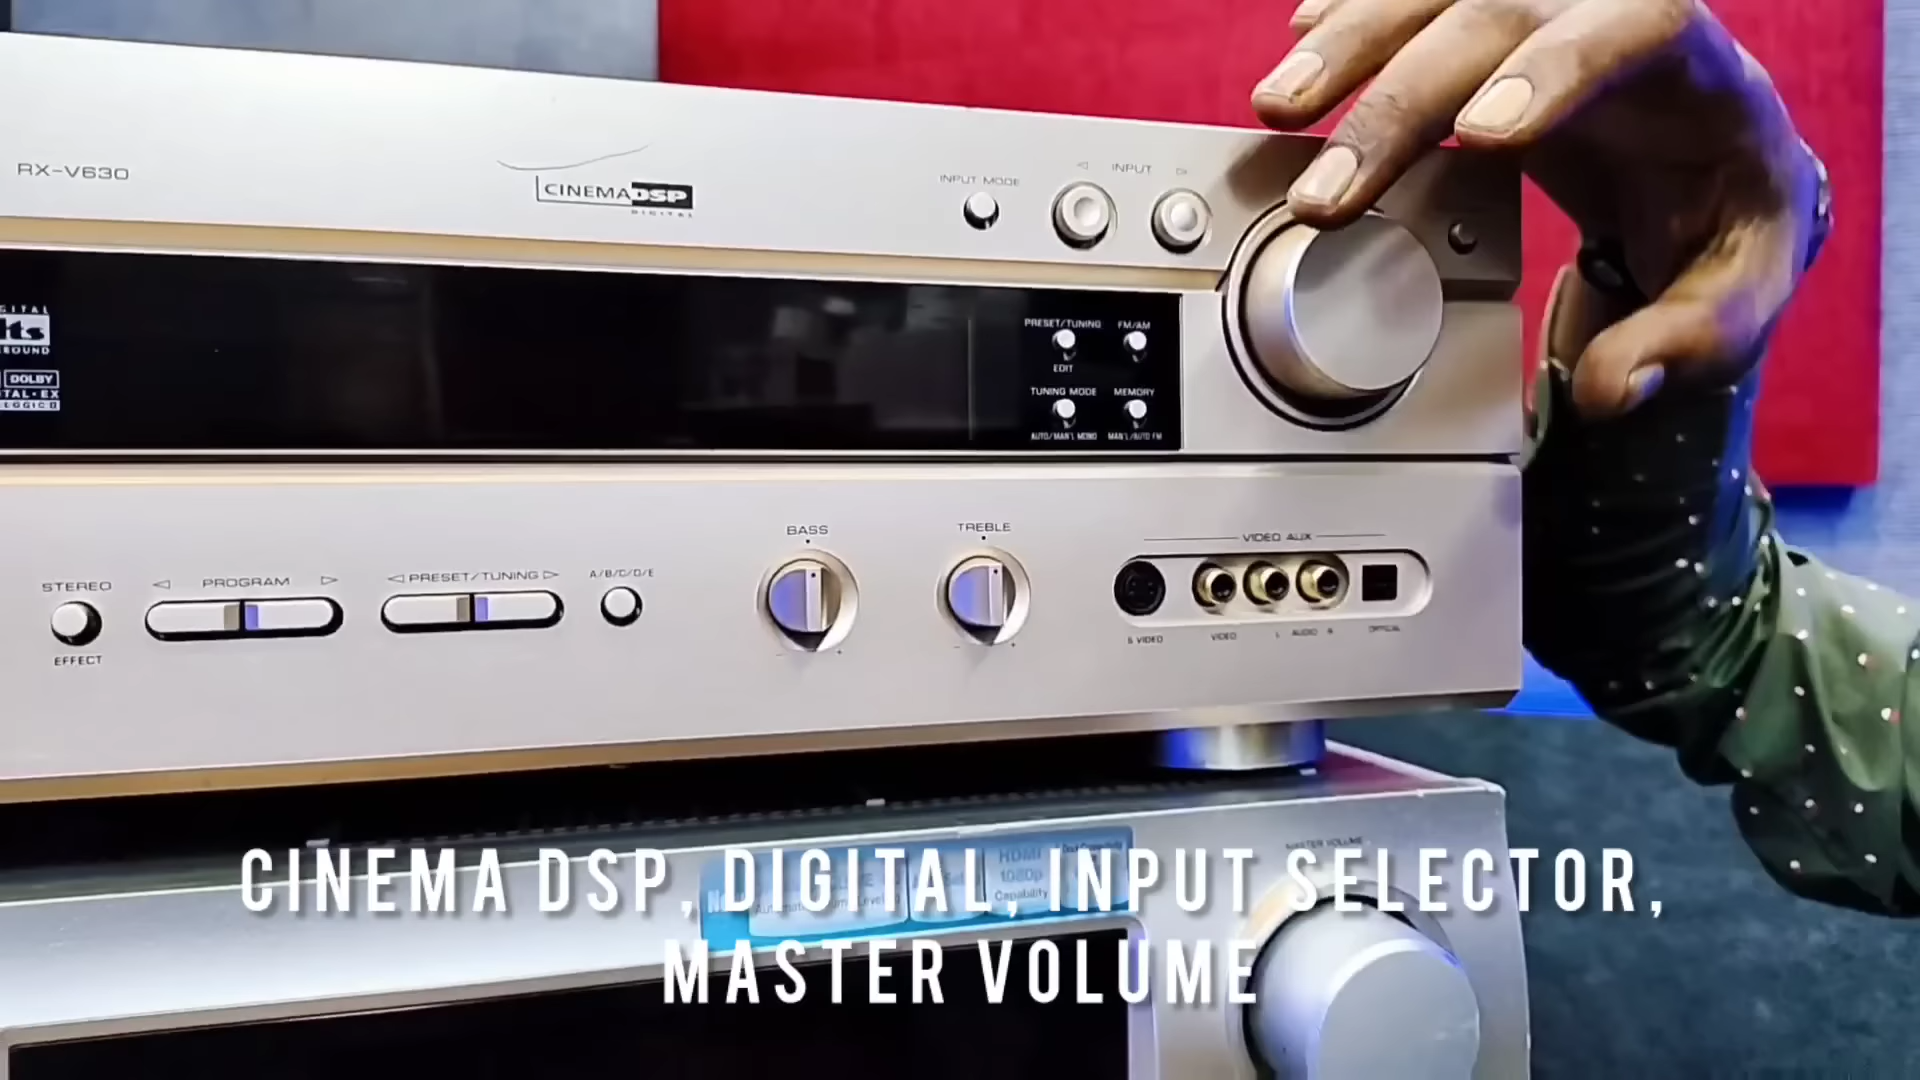 RX-V630
CINEMA DSP
DIGITAL
INPUT MODE
INPUT
dts
DOLBY
PRESET/TUNING
FM/AM
EDIT
TUNING MODE
MEMORY
AUTO/MAN'L MONO
MAN'L/AUTO FM
BASS
TREBLE
VIDEO AUX
STEREO
PROGRAM
PRESET/TUNING
A/B/C/D/E
EFFECT
S VIDEO
VIDEO
L AUDIO R
OPTICAL
MASTER VOLUME
HDMI
1080p
Capability
CINEMA DSP, DIGITAL, INPUT SELECTOR,
MASTER VOLUME